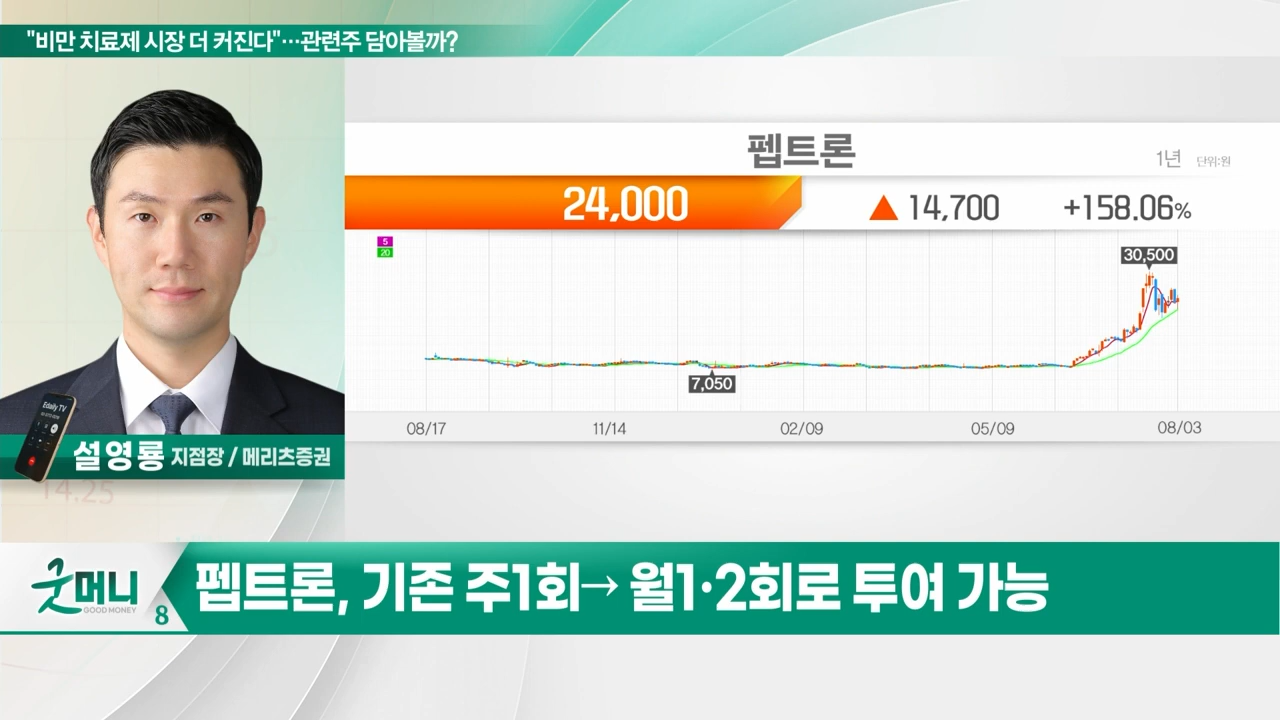 "비만 치료제 시장 더 커진다"…관련주 담아볼까?
펩트론
1년 단위:원
24,000
▲ 14,700
+158.06%
5
20
30,500
7,050
08/17
11/14
02/09
05/09
08/03
Edaily TV
설영룡 지점장 / 메리츠증권
14.25
굿머니
GOOD MONEY
8
펩트론, 기존 주1회→ 월1·2회로 투여 가능